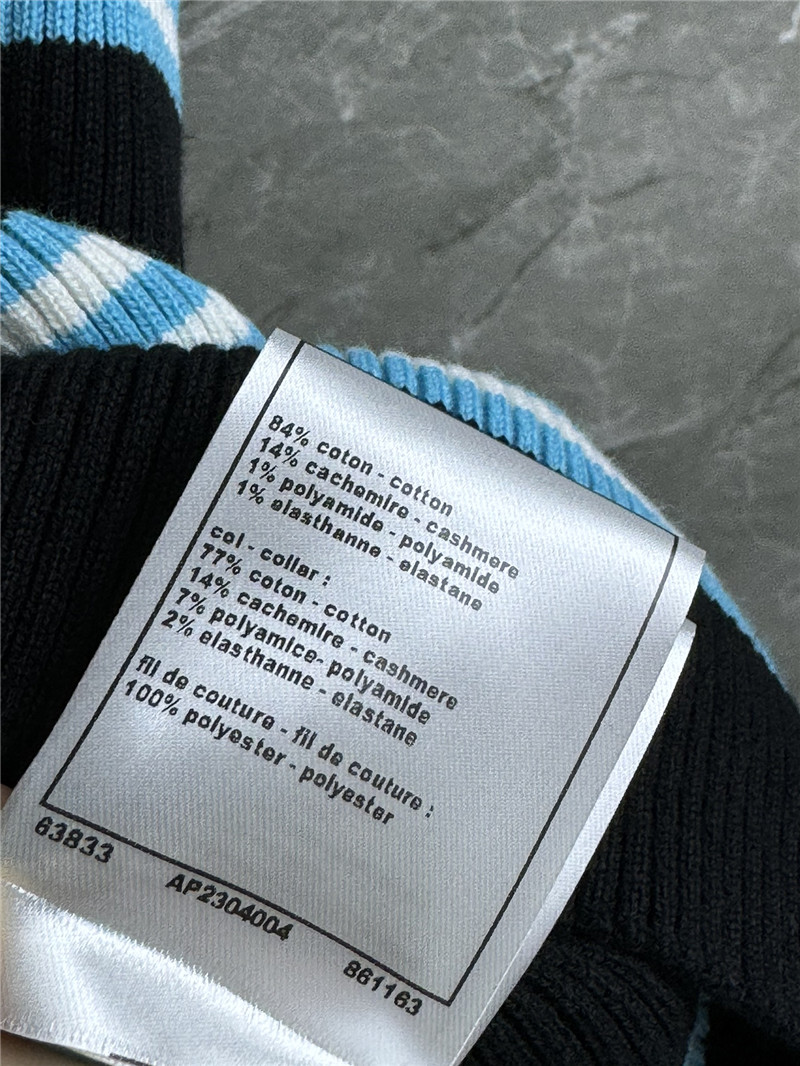 84% coton - cotton
14% cachemire - cashmere
1% polyamide - polyamide
1% elasthanne - elastane
col - collar :
77% coton - cotton
14% cachemire - cashmere
7% polyamice- polyamide
2% elasthanne - elastane
fil de couture - fil de couture :
100% polyester - polyester
63833
AP2304004
861163